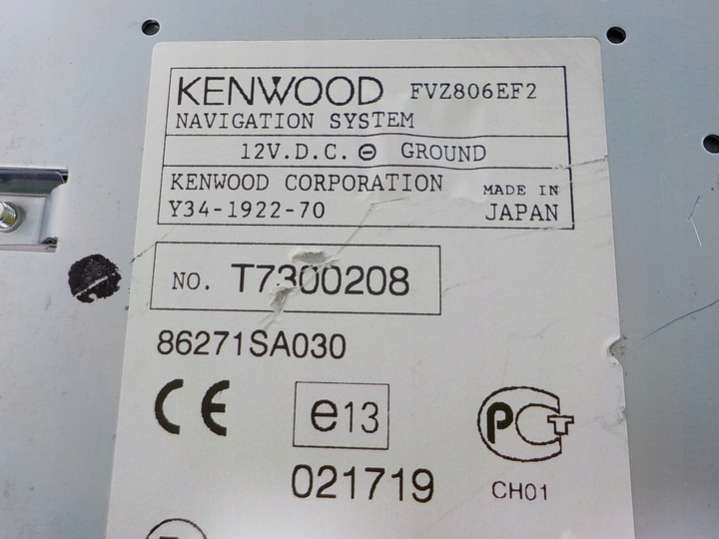 KENWOOD FVZ806EF2
NAVIGATION SYSTEM
12V.D.C. ⊖ GROUND
KENWOOD CORPORATION MADE IN
Y34-1922-70 JAPAN
NO. T7300208
86271SA030
CE e13 PCT
021719 CH01